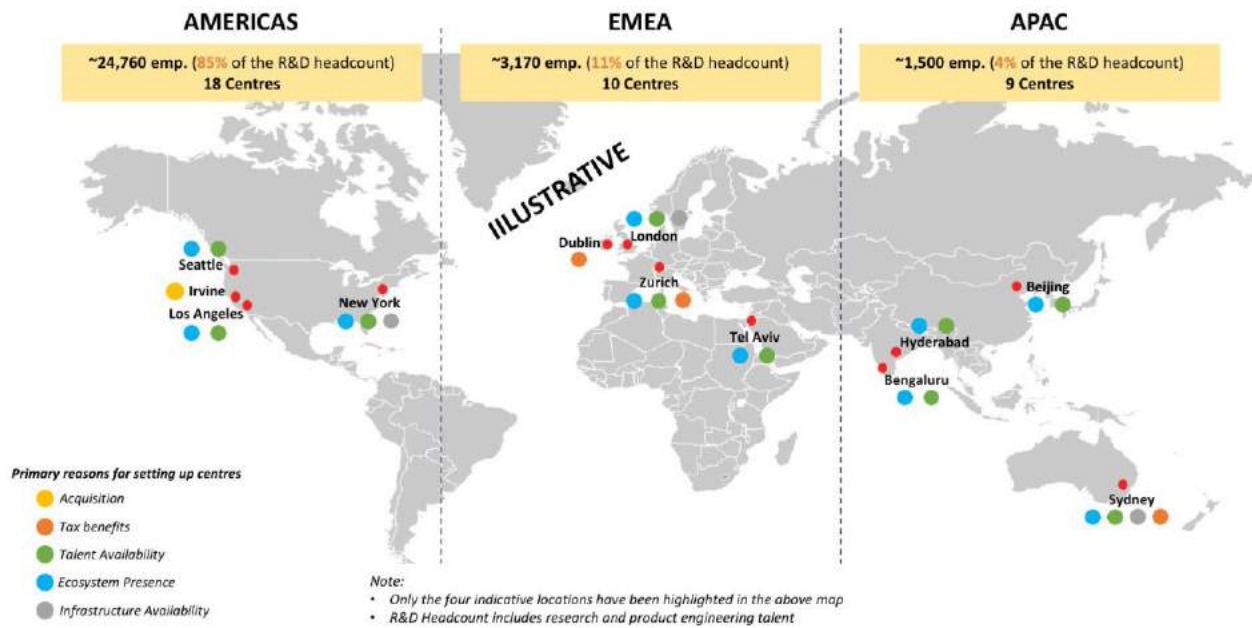 AMERICAS
EMEA
APAC
~24,760 emp. (85% of the R&D headcount)
18 Centres
~3,170 emp. (11% of the R&D headcount)
10 Centres
~1,500 emp. (4% of the R&D headcount)
9 Centres
IILUSTRATIVE
Seattle
Irvine
Los Angeles
New York
Dublin
London
Zurich
Tel Aviv
Beijing
Hyderabad
Bengaluru
Sydney
Primary reasons for setting up centres
Acquisition
Tax benefits
Talent Availability
Ecosystem Presence
Infrastructure Availability
Note:
• Only the four indicative locations have been highlighted in the above map
• R&D Headcount includes research and product engineering talent